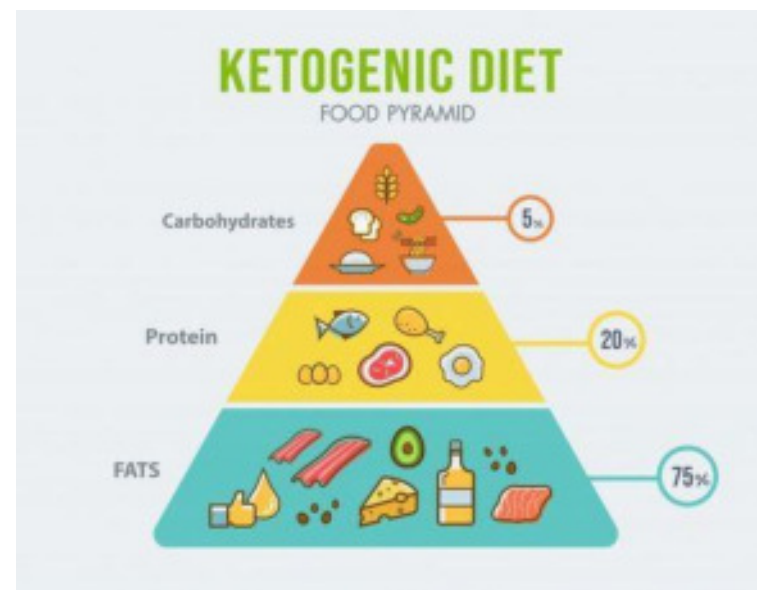 KETOGENIC DIET
FOOD PYRAMID
Carbohydrates
5%
Protein
20%
FATS
75%